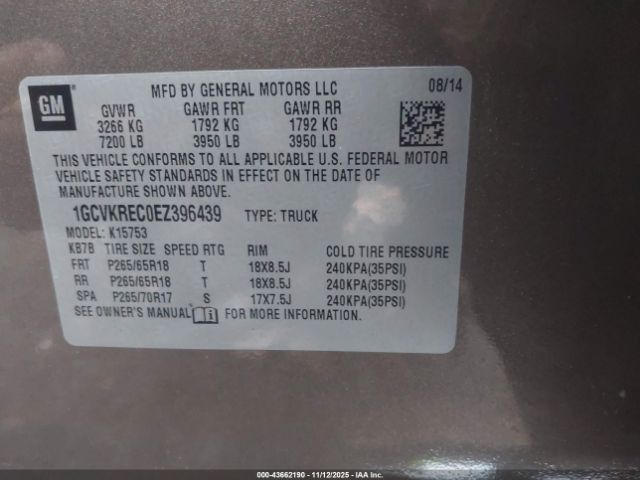 GM
MFD BY GENERAL MOTORS LLC 08/14
GVWR GAWR FRT GAWR RR
3266 KG 1792 KG 1792 KG
7200 LB 3950 LB 3950 LB
THIS VEHICLE CONFORMS TO ALL APPLICABLE U.S. FEDERAL MOTOR
VEHICLE SAFETY STANDARDS IN EFFECT ON THE DATE OF
MANUFACTURE SHOWN ABOVE.
1GCVKREC0EZ396439 TYPE: TRUCK
MODEL: K15753
KB7B TIRE SIZE SPEED RTG RIM COLD TIRE PRESSURE
FRT P265/65R18 T 18X8.5J 240KPA(35PSI)
RR P265/65R18 T 18X8.5J 240KPA(35PSI)
SPA P265/70R17 S 17X7.5J 240KPA(35PSI)
SEE OWNER'S MANUAL FOR MORE INFORMATION.
000-43662190 - 11/12/2025 - IAAI.COM